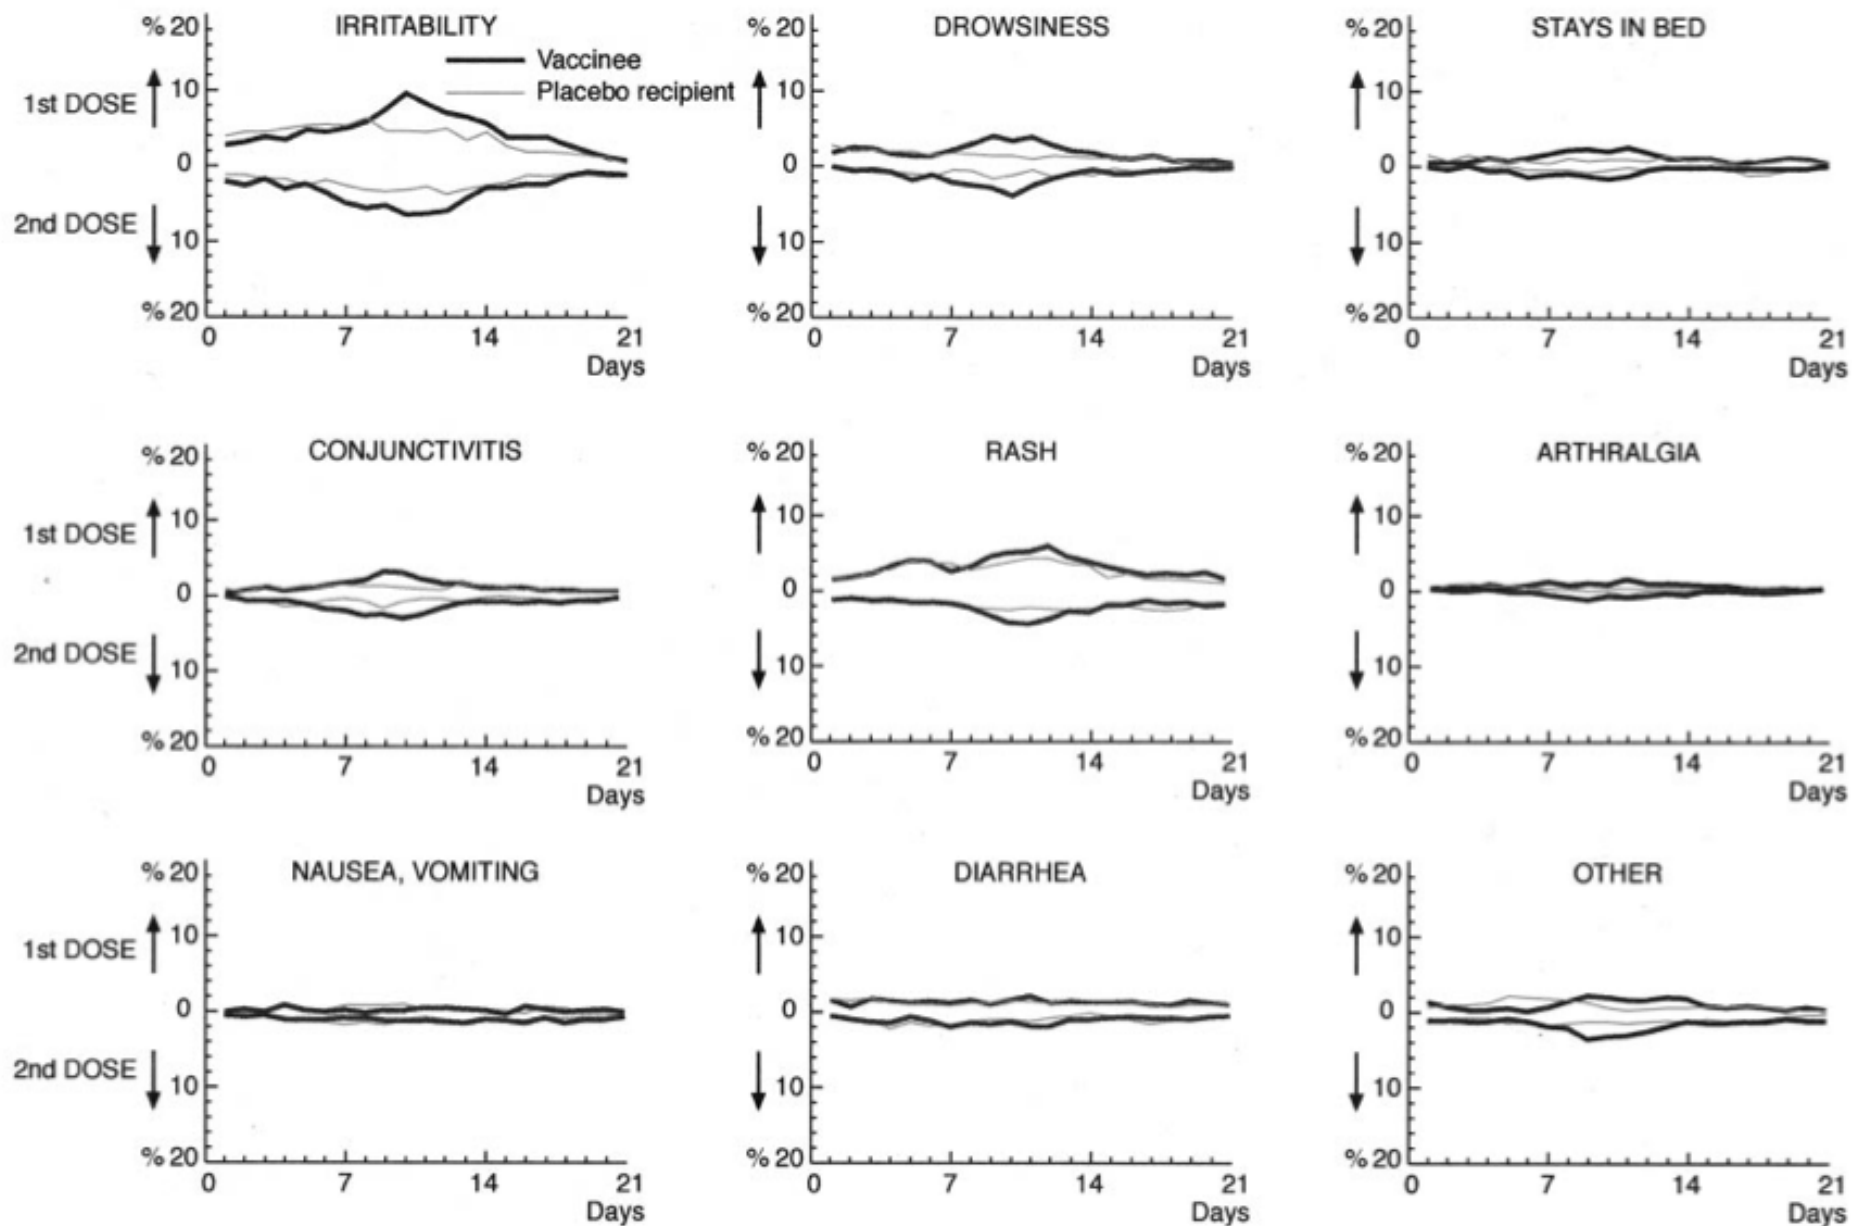 IRRITABILITY
% 20
10
0
10
% 20
1st DOSE
2nd DOSE
Vaccinee
Placebo recipient
0 7 14 21
Days
DROWSINESS
% 20
10
0
10
% 20
0 7 14 21
Days
STAYS IN BED
% 20
10
0
10
% 20
0 7 14 21
Days
CONJUNCTIVITIS
% 20
10
0
10
% 20
1st DOSE
2nd DOSE
0 7 14 21
Days
RASH
% 20
10
0
10
% 20
0 7 14 21
Days
ARTHRALGIA
% 20
10
0
10
% 20
0 7 14 21
Days
NAUSEA, VOMITING
% 20
10
0
10
% 20
1st DOSE
2nd DOSE
0 7 14 21
Days
DIARRHEA
% 20
10
0
10
% 20
0 7 14 21
Days
OTHER
% 20
10
0
10
% 20
0 7 14 21
Days